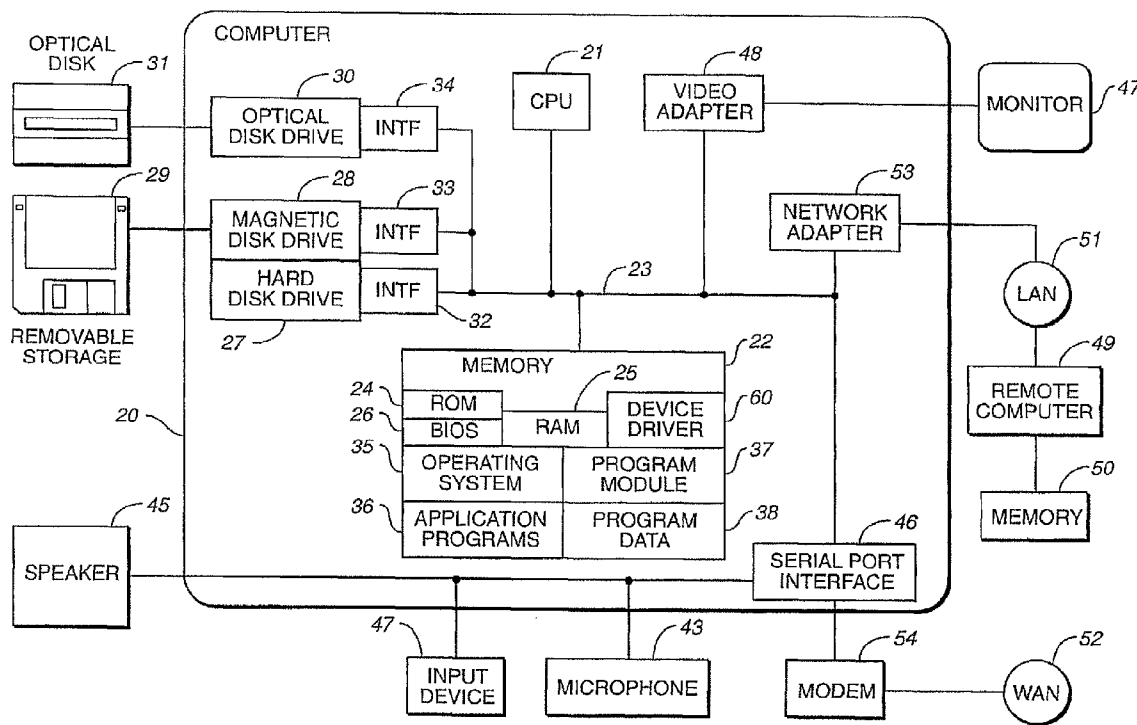 COMPUTER
OPTICAL
DISK
31
30
OPTICAL
DISK DRIVE
34
INTF
21
CPU
48
VIDEO
ADAPTER
MONITOR
47
29
REMOVABLE
STORAGE
28
MAGNETIC
DISK DRIVE
33
INTF
HARD
DISK DRIVE
27
INTF
32
23
53
NETWORK
ADAPTER
51
LAN
49
REMOTE
COMPUTER
50
MEMORY
20
MEMORY
22
24
ROM
25
RAM
26
BIOS
DEVICE
DRIVER
60
35
OPERATING
SYSTEM
PROGRAM
MODULE
37
36
APPLICATION
PROGRAMS
PROGRAM
DATA
38
45
SPEAKER
46
SERIAL PORT
INTERFACE
47
INPUT
DEVICE
43
MICROPHONE
54
MODEM
52
WAN